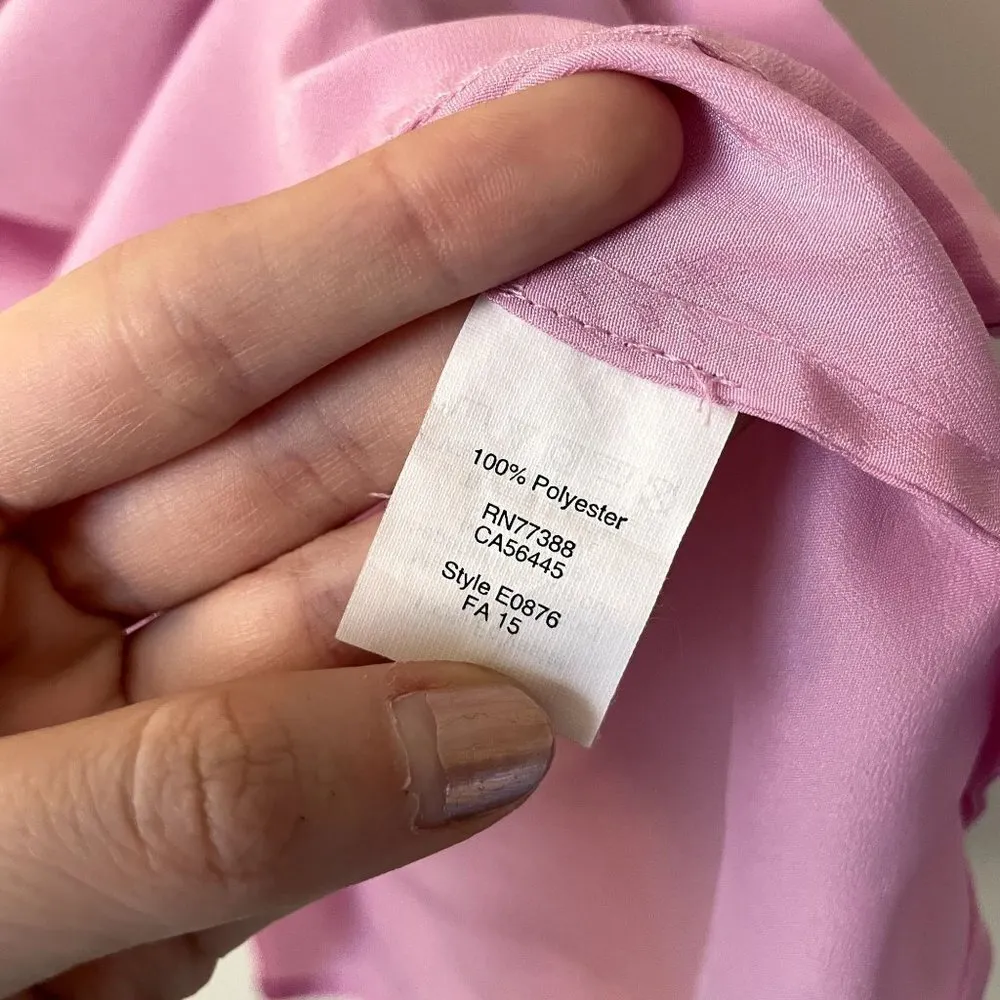 100% Polyester
RN77388
CA56445
Style E0876
FA 15